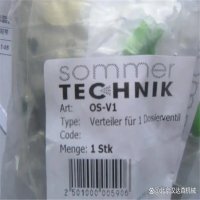 sommer
TECHNIK
Art: OS-V1
Type: Verteiler für 1 Dosierventil
Code:
Menge: 1 Stk
2 501000 005906